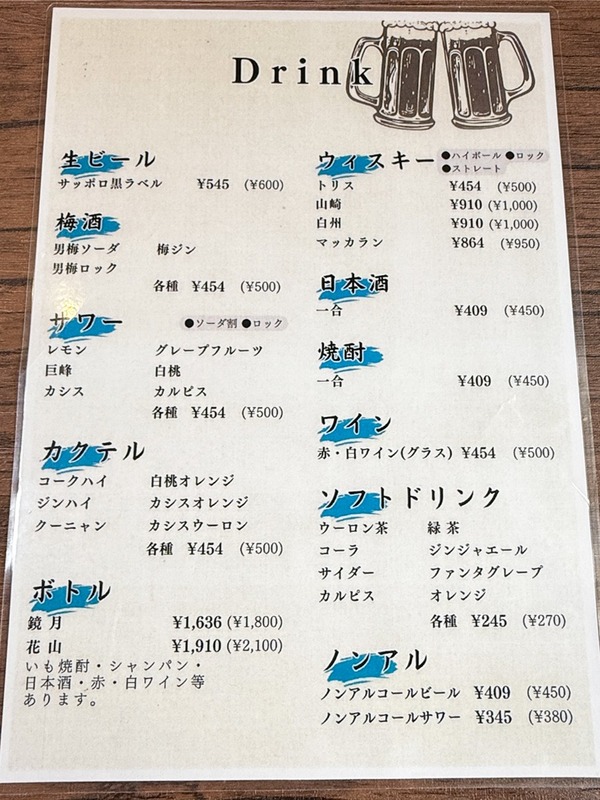 Drink
生ビール
サッポロ黒ラベル ¥545 (¥600)
梅酒
男梅ソーダ 梅ジン
男梅ロック
各種 ¥454 (¥500)
サワー ●ソーダ割 ●ロック
レモン グレープフルーツ
巨峰 白桃
カシス カルピス
各種 ¥454 (¥500)
カクテル
コークハイ 白桃オレンジ
ジンハイ カシスオレンジ
クーニャン カシスウーロン
各種 ¥454 (¥500)
ボトル
鏡月 ¥1,636 (¥1,800)
花山 ¥1,910 (¥2,100)
いも焼酎・シャンパン・
日本酒・赤・白ワイン等
あります。
ウィスキー ●ハイボール ●ロック
●ストレート
トリス ¥454 (¥500)
山崎 ¥910 (¥1,000)
白州 ¥910 (¥1,000)
マッカラン ¥864 (¥950)
日本酒
一合 ¥409 (¥450)
焼酎
一合 ¥409 (¥450)
ワイン
赤・白ワイン(グラス) ¥454 (¥500)
ソフトドリンク
ウーロン茶 緑茶
コーラ ジンジャエール
サイダー ファンタグレープ
カルピス オレンジ
各種 ¥245 (¥270)
ノンアル
ノンアルコールビール ¥409 (¥450)
ノンアルコールサワー ¥345 (¥380)